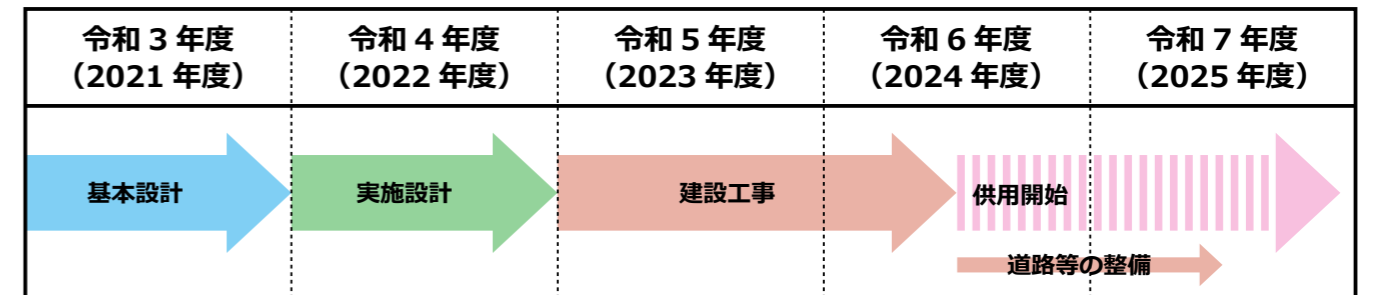 令和 3 年度
（2021 年度）
令和 4 年度
（2022 年度）
令和 5 年度
（2023 年度）
令和 6 年度
（2024 年度）
令和 7 年度
（2025 年度）
基本設計
実施設計
建設工事
供用開始
道路等の整備